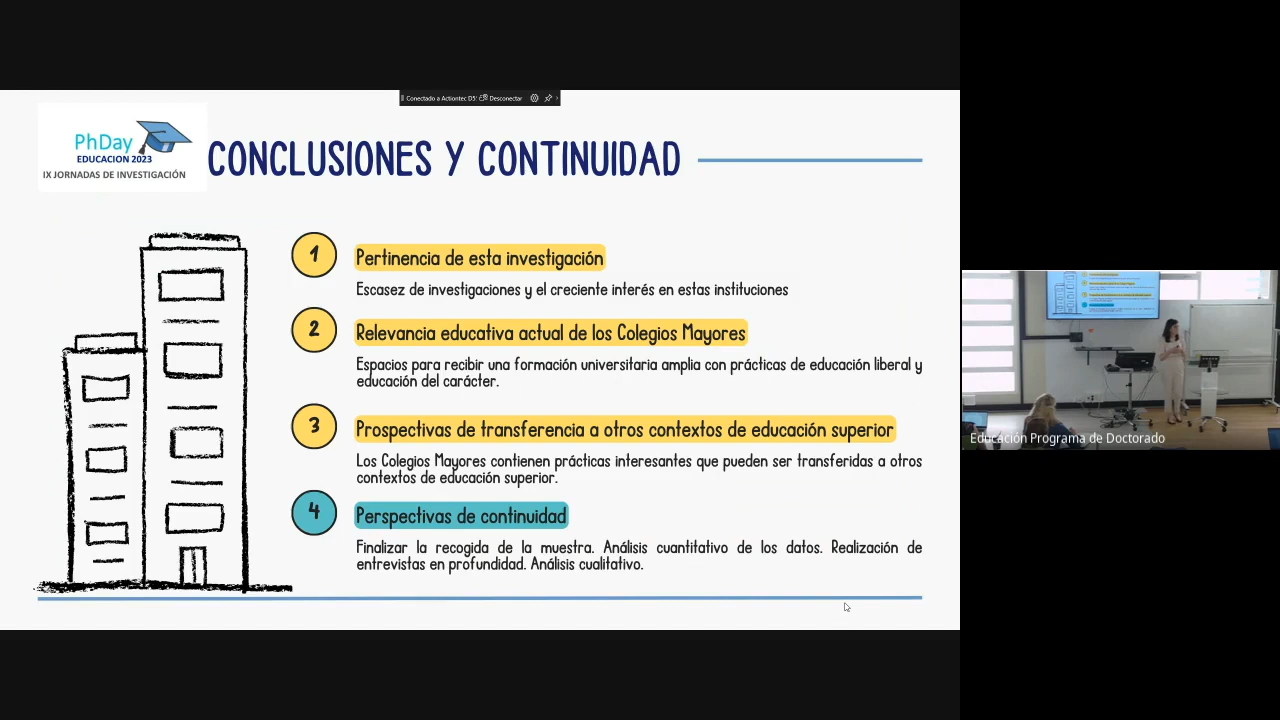 Conectado a Actiontec D5 Desconectar
PhDay
EDUCACION 2023
IX JORNADAS DE INVESTIGACIÓN
CONCLUSIONES Y CONTINUIDAD
1
Pertinencia de esta investigación
Escasez de investigaciones y el creciente interés en estas instituciones
2
Relevancia educativa actual de los Colegios Mayores
Espacios para recibir una formación universitaria amplia con prácticas de educación liberal y
educación del carácter.
3
Prospectivas de transferencia a otros contextos de educación superior
Los Colegios Mayores contienen prácticas interesantes que pueden ser transferidas a otros
contextos de educación superior.
4
Perspectivas de continuidad
Finalizar la recogida de la muestra. Análisis cuantitativo de los datos. Realización de
entrevistas en profundidad. Análisis cualitativo.
Educación Programa de Doctorado